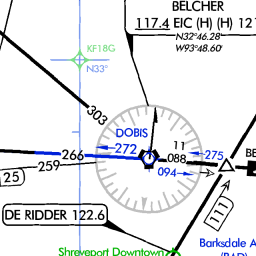 BELCHER
117.4 EIC (H) (H) 12
N32°46.28'
W93°48.60'
KF18G
N33°
303
DOBIS
272
11
088
275
266
259
094
25
DE RIDDER 122.6
111
Shreveport Downtown
Barksdale A
(BAD)